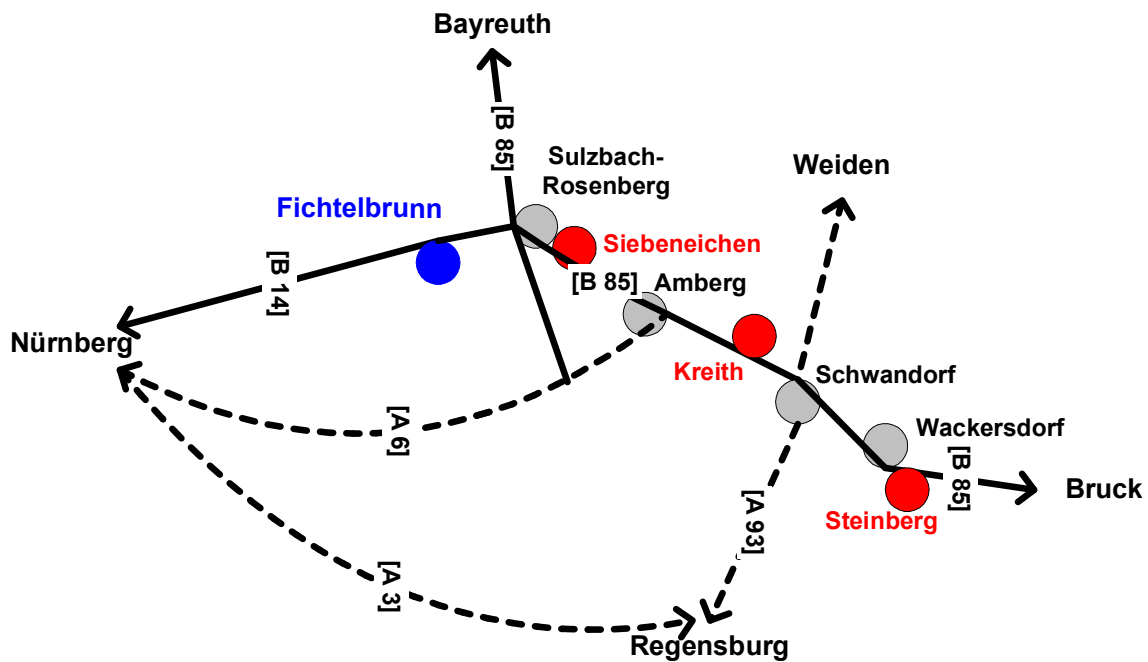 Bayreuth
[B 85]
Sulzbach-
Rosenberg
Weiden
Fichtelbrunn
Siebeneichen
[B 85]
Amberg
[B 14]
Nürnberg
Kreith
Schwandorf
[A 6]
Wackersdorf
[B 85]
Bruck
Steinberg
[A 93]
[A 3]
Regensburg